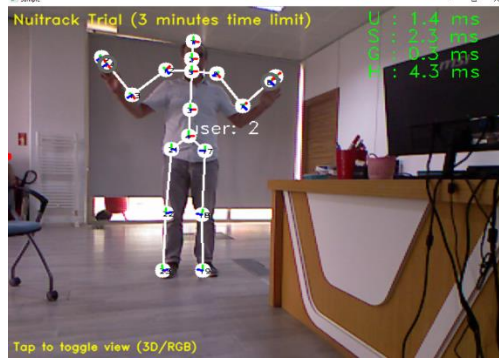 Nuitrack Trial (3 minutes time limit)
U : 1.4 ms
S : 2.3 ms
G : 0.3 ms
H : 4.3 ms
user: 2
Tap to toggle view (3D/RGB)